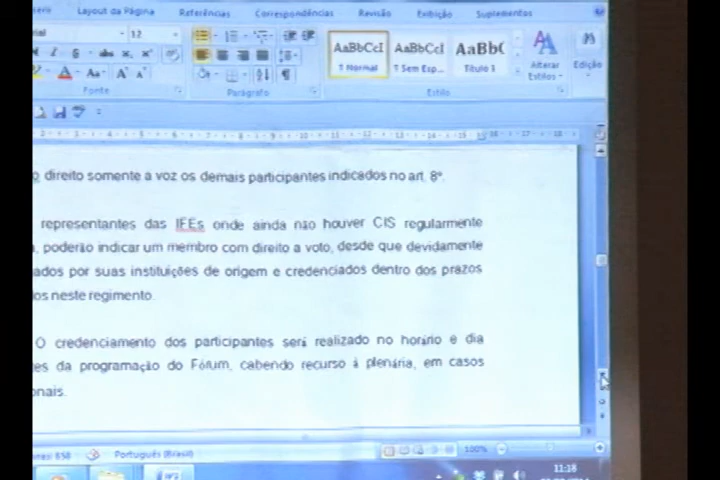 Layout da Página Referências Correspondências Revisão Exibição Suplementos
12
AaBbCcI AaBbCcI AaBbC
Normal Sem Esp... Título 1 Alterar Estilos Edição
Fonte Parágrafo Estilo
direito somente a voz os demais participantes indicados no art. 8º.
representantes das IFEs onde ainda não houver CIS regularmente
poderão indicar um membro com direito a voto, desde que devidamente
ados por suas instituições de origem e credenciados dentro dos prazos
os neste regimento.
O credenciamento dos participantes será realizado no horário e dia
es da programação do Fórum, cabendo recurso à plenária, em casos
onais.
Português (Brasil) 100%
11:18